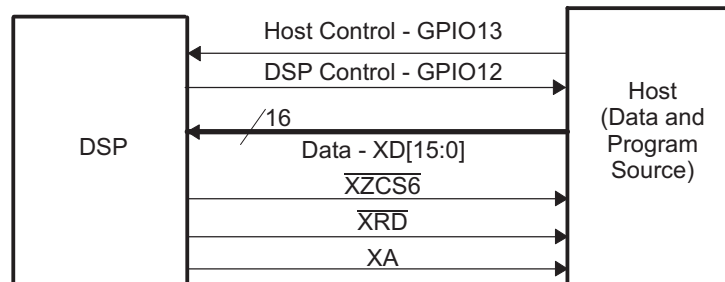 Host Control - GPIO13
DSP Control - GPIO12
16
Data - XD[15:0]
XZCS6
XRD
XA
DSP
Host
(Data and
Program
Source)